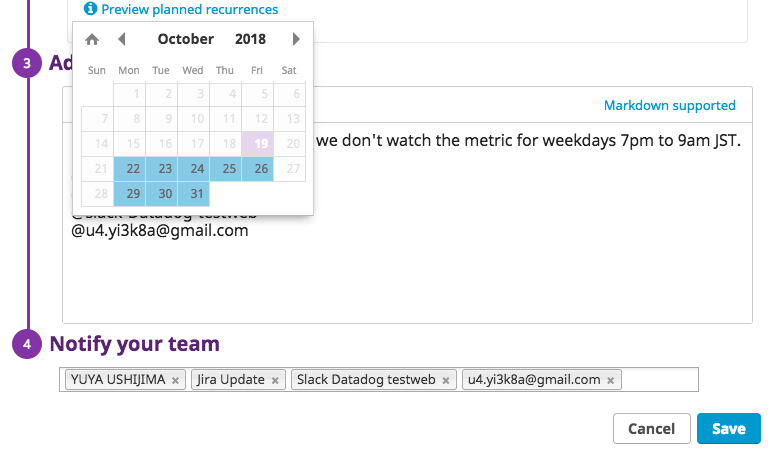 Preview planned recurrences
October 2018
Sun Mon Tue Wed Thu Fri Sat
1 2 3 4 5 6
7 8 9 10 11 12 13
14 15 16 17 18 19 20
21 22 23 24 25 26 27
28 29 30 31
3
Markdown supported
we don't watch the metric for weekdays 7pm to 9am JST.
@slack-Datadog-testweb
@u4.yi3k8a@gmail.com
4 Notify your team
YUYA USHIJIMA × Jira Update × Slack Datadog testweb × u4.yi3k8a@gmail.com ×
Cancel Save